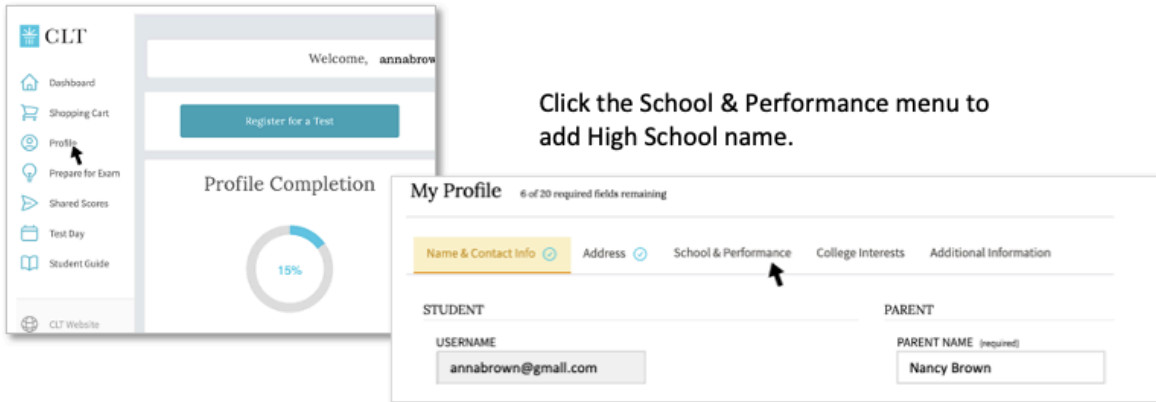 CLT
Welcome, annabrow
Dashboard
Shopping Cart
Register for a Test
Profile
Prepare for Exam
Profile Completion
Shared Scores
Test Day
15%
Student Guide
CLT Website
Click the School & Performance menu to
add High School name.
My Profile 6 of 20 required fields remaining
Name & Contact Info Address School & Performance College Interests Additional Information
STUDENT PARENT
USERNAME PARENT NAME (required)
annabrown@gmall.com Nancy Brown